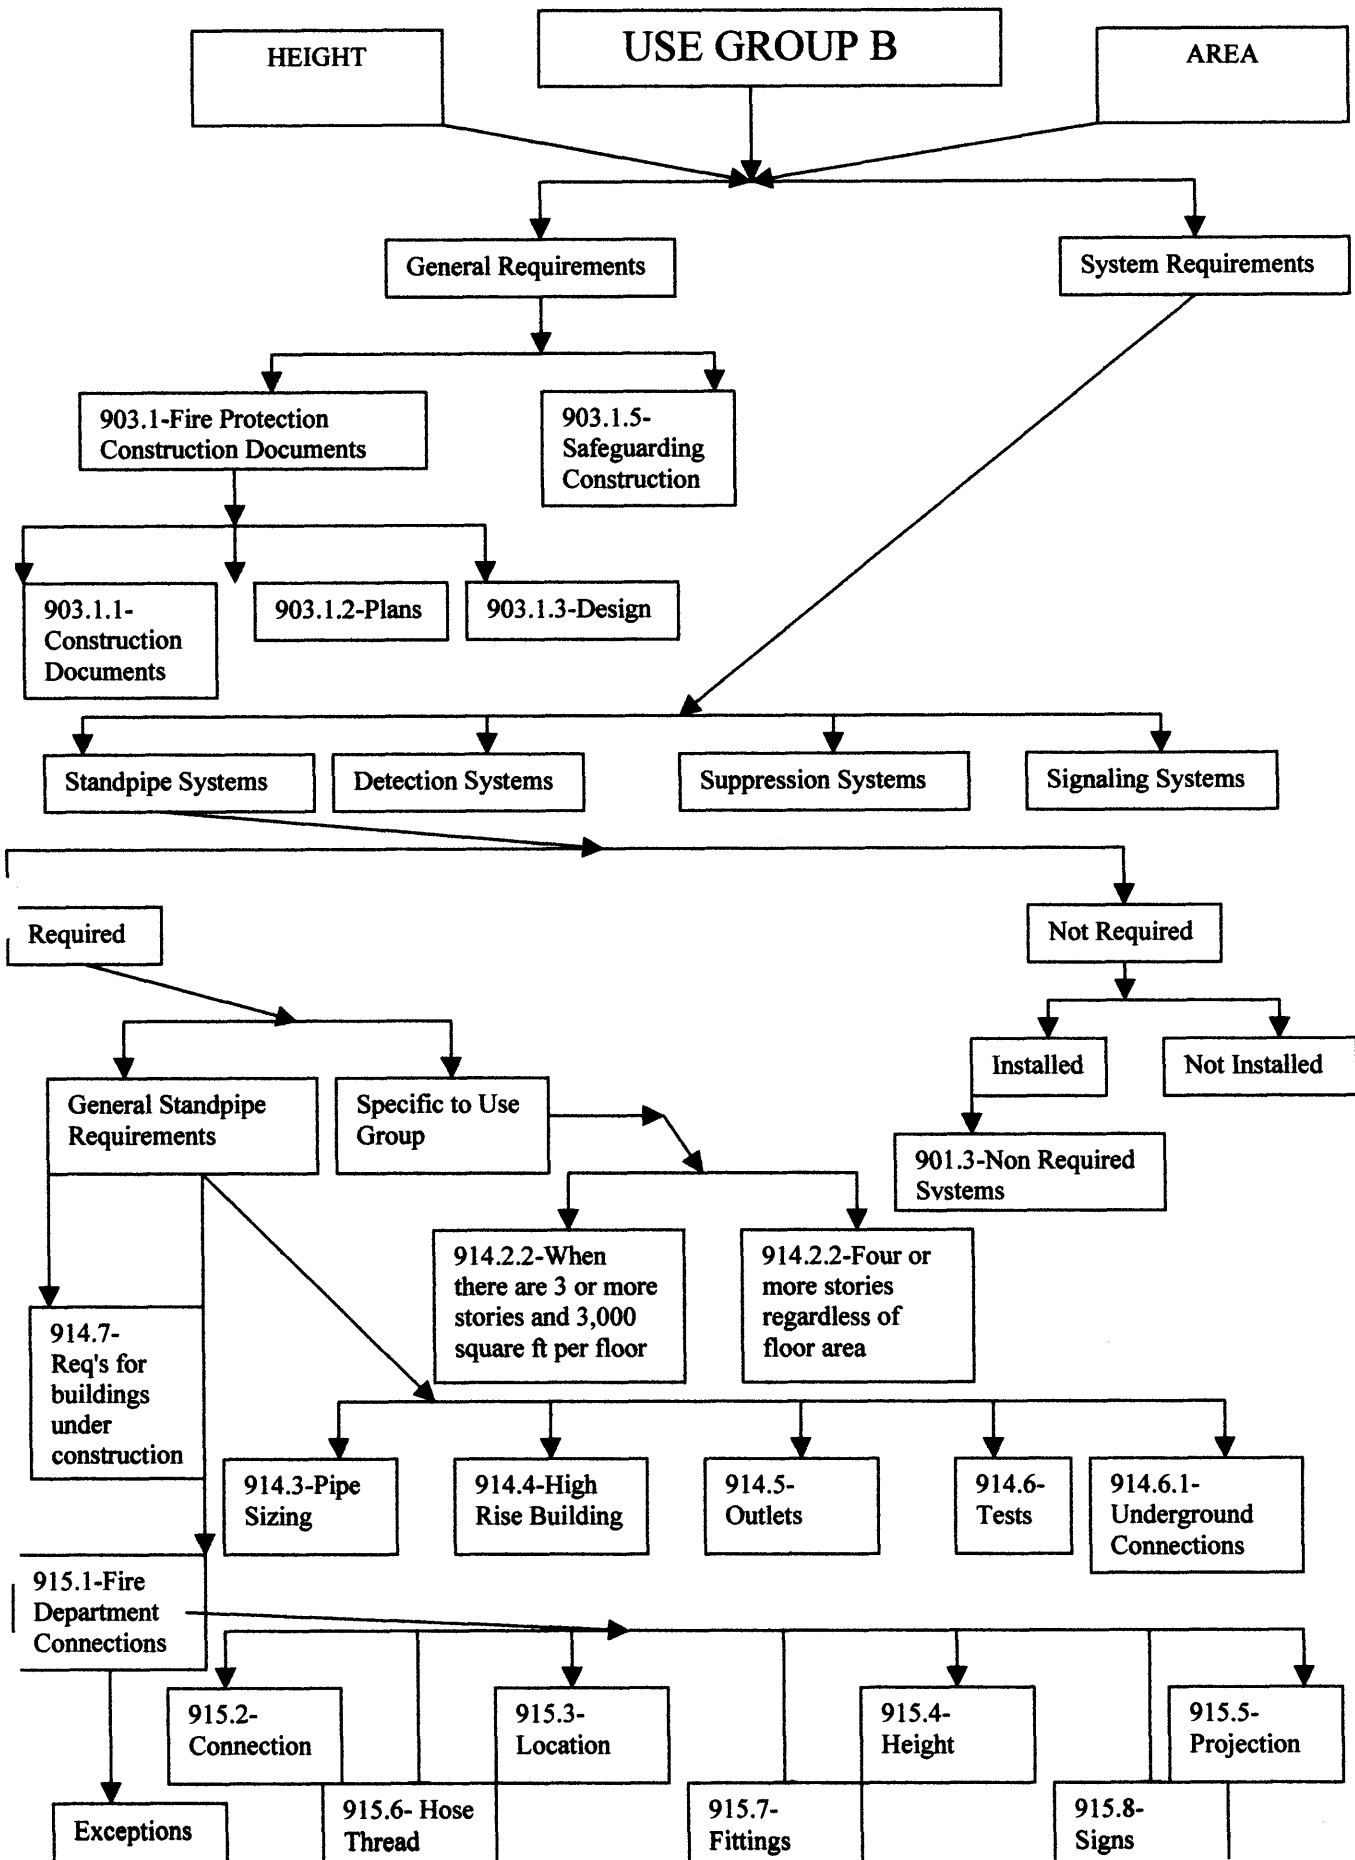 HEIGHT
USE GROUP B
AREA
General Requirements
System Requirements
903.1-Fire Protection
Construction Documents
903.1.5-
Safeguarding
Construction
903.1.1-
Construction
Documents
903.1.2-Plans
903.1.3-Design
Standpipe Systems
Detection Systems
Suppression Systems
Signaling Systems
Required
Not Required
Installed
Not Installed
General Standpipe
Requirements
Specific to Use
Group
901.3-Non Required
Systems
914.2.2-When
there are 3 or more
stories and 3,000
square ft per floor
914.2.2-Four or
more stories
regardless of
floor area
914.7-
Req's for
buildings
under
construction
914.3-Pipe
Sizing
914.4-High
Rise Building
914.5-
Outlets
914.6-
Tests
914.6.1-
Underground
Connections
915.1-Fire
Department
Connections
915.2-
Connection
915.3-
Location
915.4-
Height
915.5-
Projection
Exceptions
915.6- Hose
Thread
915.7-
Fittings
915.8-
Signs